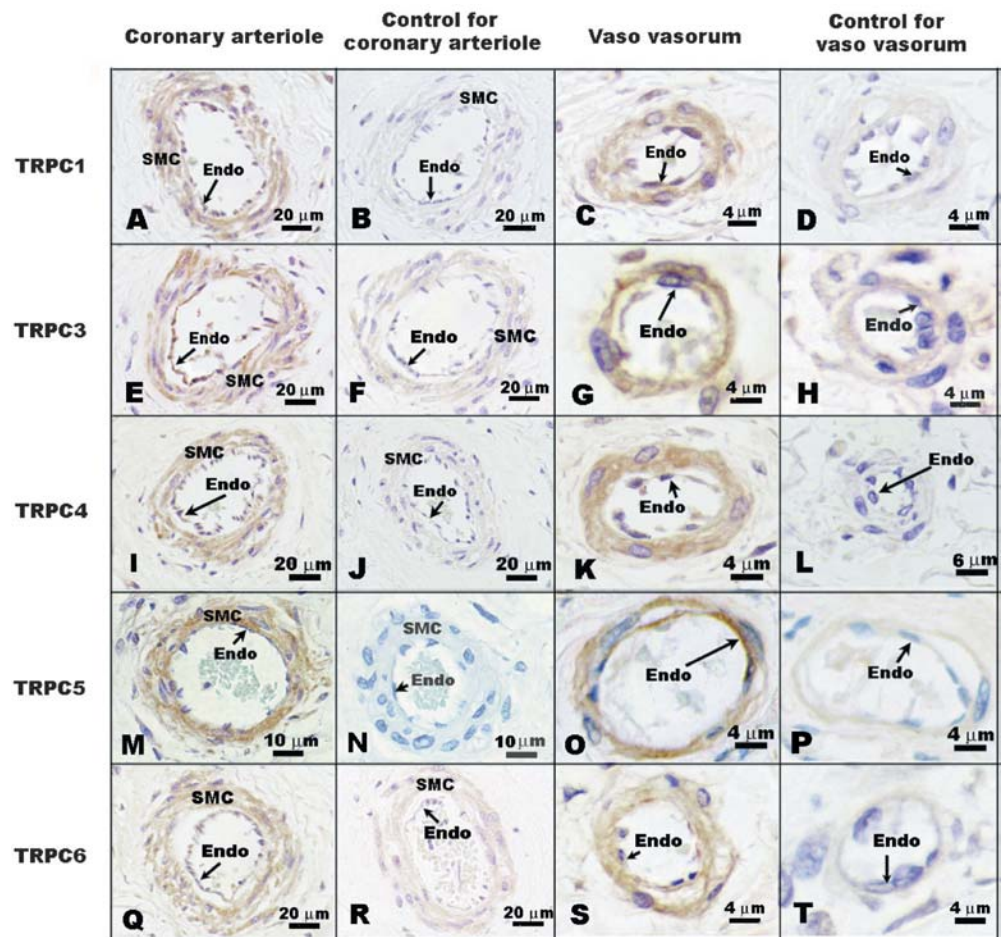 Coronary arteriole
Control for
coronary arteriole
Vaso vasorum
Control for
vaso vasorum
TRPC1
SMC
Endo
A
20 μm
SMC
Endo
B
20 μm
Endo
C
4 μm
Endo
D
4 μm
TRPC3
Endo
SMC
E
20 μm
Endo
SMC
F
20 μm
Endo
G
4 μm
Endo
H
4 μm
TRPC4
SMC
Endo
I
20 μm
SMC
Endo
J
20 μm
Endo
K
4 μm
Endo
L
6 μm
TRPC5
SMC
Endo
M
10 μm
SMC
Endo
N
10 μm
Endo
O
4 μm
Endo
P
4 μm
TRPC6
SMC
Endo
Q
20 μm
SMC
Endo
R
20 μm
Endo
S
4 μm
Endo
T
4 μm